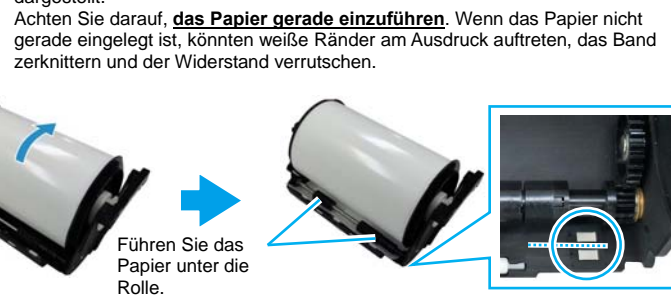 dargestellt.
Achten Sie darauf, das Papier gerade einzuführen. Wenn das Papier nicht
gerade eingelegt ist, könnten weiße Ränder am Ausdruck auftreten, das Band
zerknittern und der Widerstand verrutschen.
Führen Sie das
Papier unter die
Rolle.